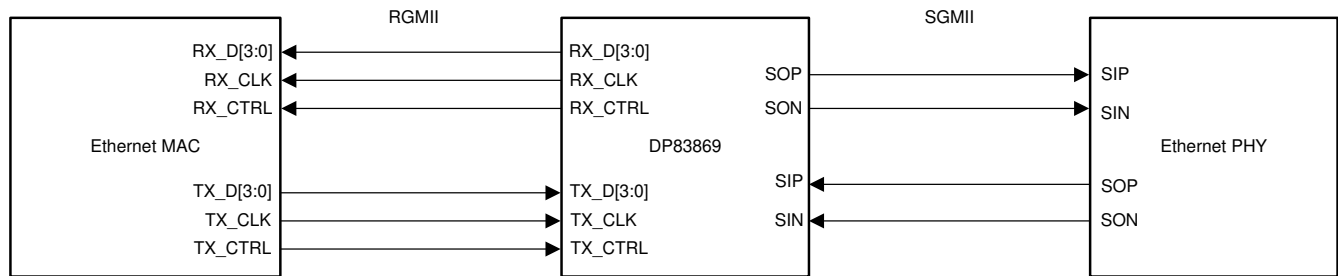 RGMII
SGMII
RX_D[3:0]
RX_CLK
RX_CTRL
Ethernet MAC
TX_D[3:0]
TX_CLK
TX_CTRL
RX_D[3:0]
RX_CLK
RX_CTRL
SOP
SON
DP83869
SIP
SIN
TX_D[3:0]
TX_CLK
TX_CTRL
SIP
SIN
Ethernet PHY
SOP
SON